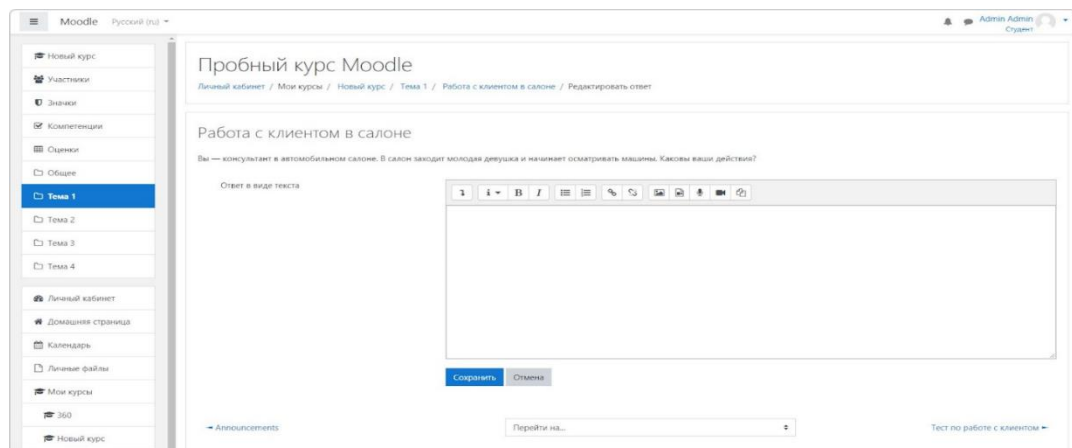 Moodle Русский (ru)
Admin Admin
Студент
Новый курс
Участники
Значки
Компетенции
Оценки
Общее
Тема 1
Тема 2
Тема 3
Тема 4
Личный кабинет
Домашняя страница
Календарь
Личные файлы
Мои курсы
360
Новый курс
Пробный курс Moodle
Личный кабинет / Мои курсы / Новый курс / Тема 1 / Работа с клиентом в салоне / Редактировать ответ
Работа с клиентом в салоне
Вы — консультант в автомобильном салоне. В салон заходит молодая девушка и начинает осматривать машины. Каковы ваши действия?
Ответ в виде текста
B I
Сохранить Отмена
Announcements Перейти на... Тест по работе с клиентом